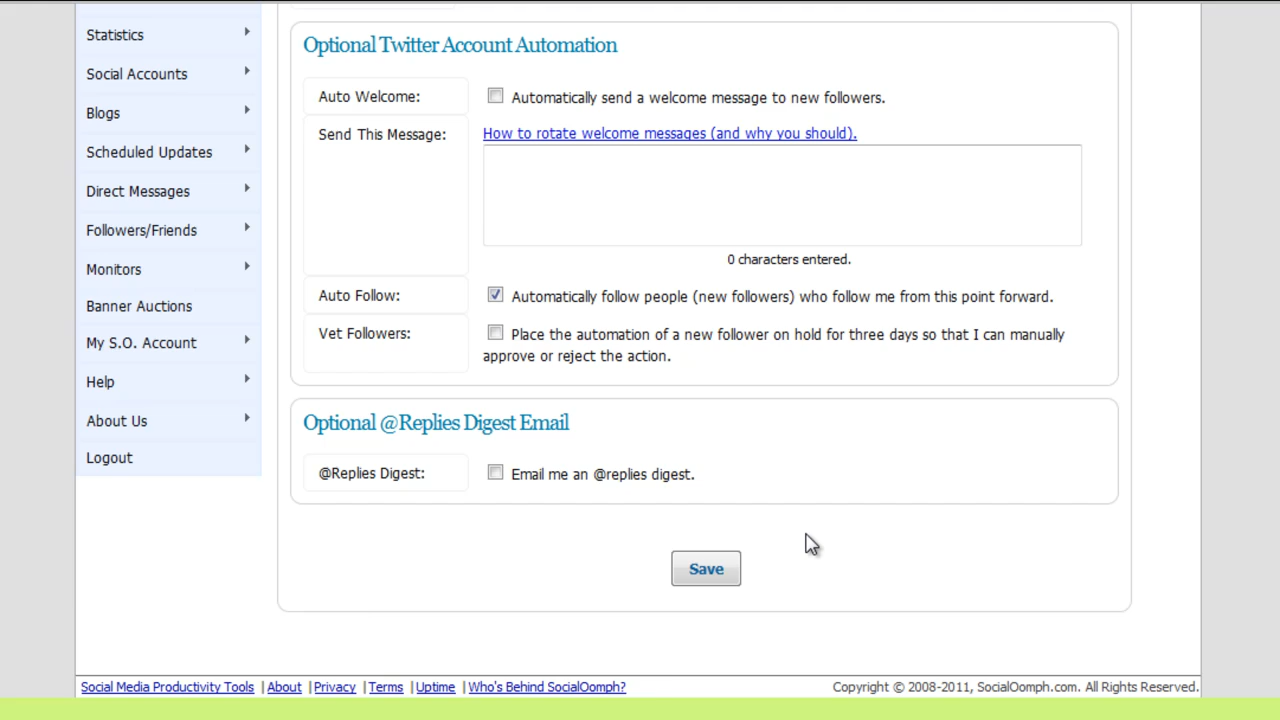 Statistics
Social Accounts
Blogs
Scheduled Updates
Direct Messages
Followers/Friends
Monitors
Banner Auctions
My S.O. Account
Help
About Us
Logout
Optional Twitter Account Automation
Auto Welcome:
Automatically send a welcome message to new followers.
Send This Message:
How to rotate welcome messages (and why you should).
0 characters entered.
Auto Follow:
Automatically follow people (new followers) who follow me from this point forward.
Vet Followers:
Place the automation of a new follower on hold for three days so that I can manually
approve or reject the action.
Optional @Replies Digest Email
@Replies Digest:
Email me an @replies digest.
Save
Social Media Productivity Tools | About | Privacy | Terms | Uptime | Who's Behind SocialOomph?
Copyright © 2008-2011, SocialOomph.com. All Rights Reserved.